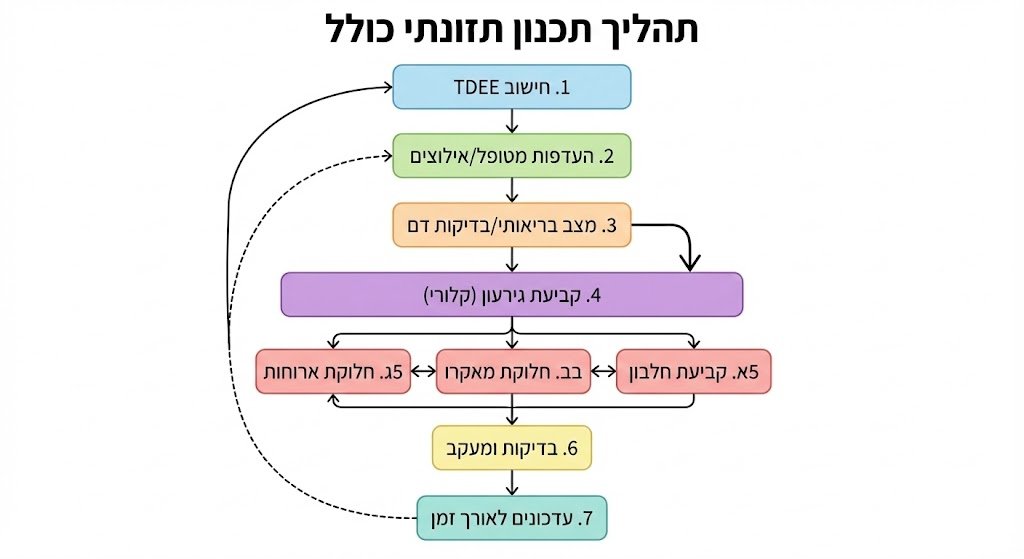 תהליך תכנון תזונתי כולל
1. חישוב TDEE
2. העדפות מטופל/אילוצים
3. מצב בריאותי/בדיקות דם
4. קביעת גירעון (קלורי)
5א. קביעת חלבון
בב. חלוקת מאקרו
5ג. חלוקת ארוחות
6. בדיקות ומעקב
7. עדכונים לאורך זמן